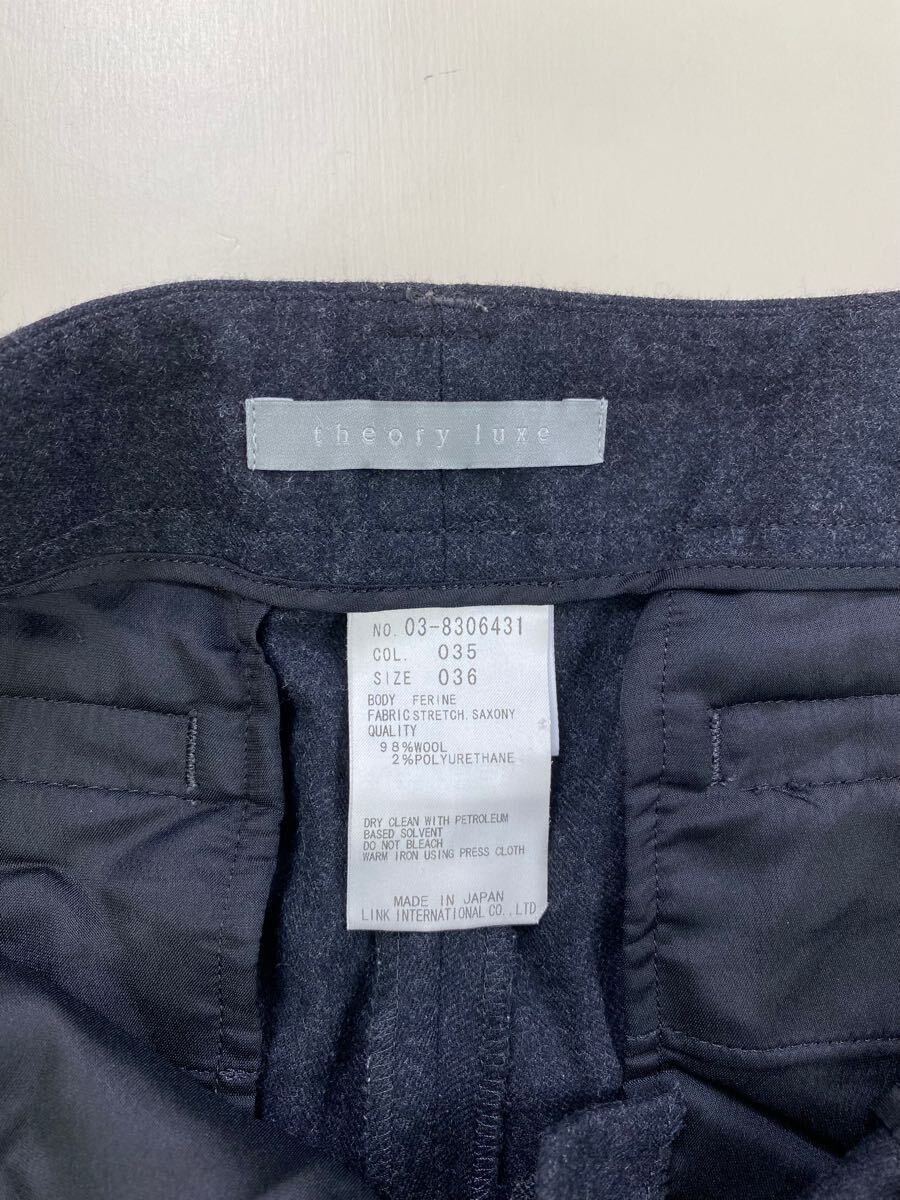 theory luxe
NO. 03-8306431
COL. 035
SIZE 036
BODY FERINE
FABRIC STRETCH. SAXONY
QUALITY
98%WOOL
2%POLYURETHANE
DRY CLEAN WITH PETROLEUM
BASED SOLVENT
DO NOT BLEACH
WARM IRON USING PRESS CLOTH
MADE IN JAPAN
LINK INTERNATIONAL CO.,LTD